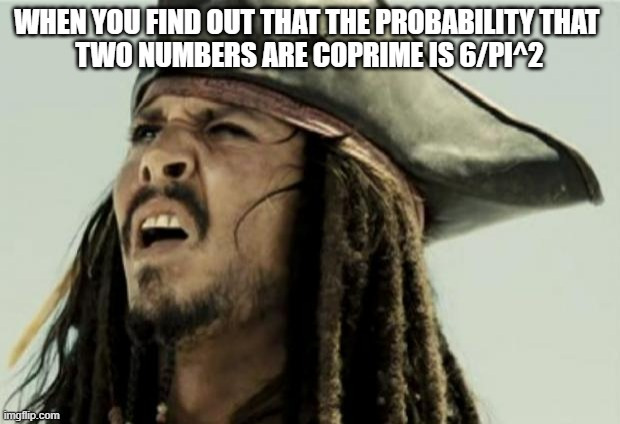 WHEN YOU FIND OUT THAT THE PROBABILITY THAT
TWO NUMBERS ARE COPRIME IS 6/PI^2
imgflip.com